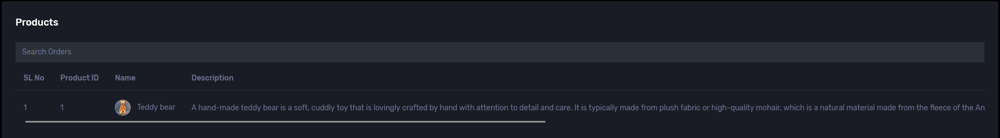 Products
Search Orders
SL No Product ID Name Description
1 1 Teddy bear A hand-made teddy bear is a soft, cuddly toy that is lovingly crafted by hand with attention to detail and care. It is typically made from plush fabric or high-quality mohair, which is a natural material made from the fleece of the An